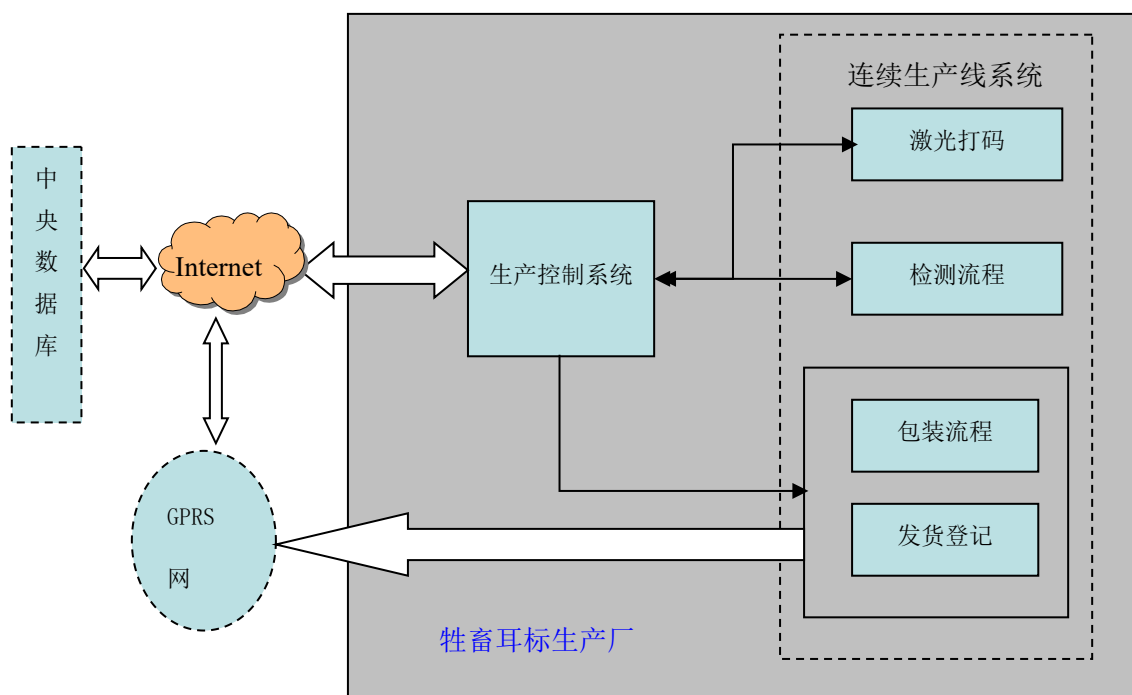 连续生产线系统
激光打码
中
央
数
据
库
Internet
生产控制系统
检测流程
包装流程
GPRS
网
发货登记
牲畜耳标生产厂